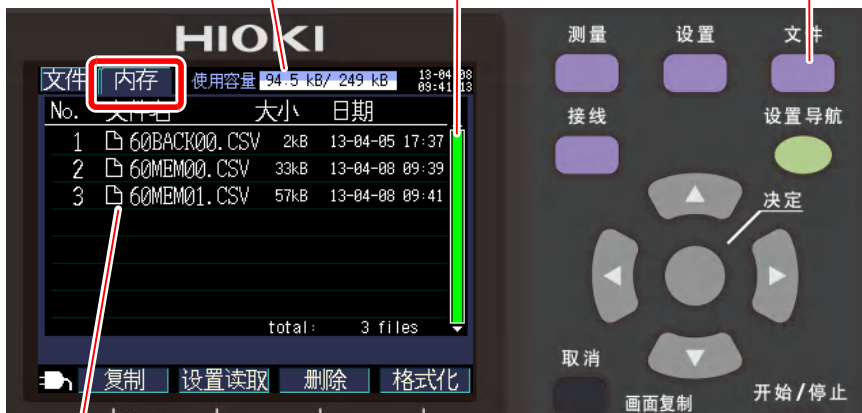 HIOKI
文件 内存 使用容量 94.5 kB/ 249 kB 13-04-08
09:41:13
No. 文件名 大小 日期
1 60BACK00.CSV 2kB 13-04-05 17:37
2 60MEM00.CSV 33kB 13-04-08 09:39
3 60MEM01.CSV 57kB 13-04-08 09:41
total: 3 files
复制 设置读取 删除 格式化
测量 设置 文件
接线 设置导航
决定
取消
画面复制
开始/停止